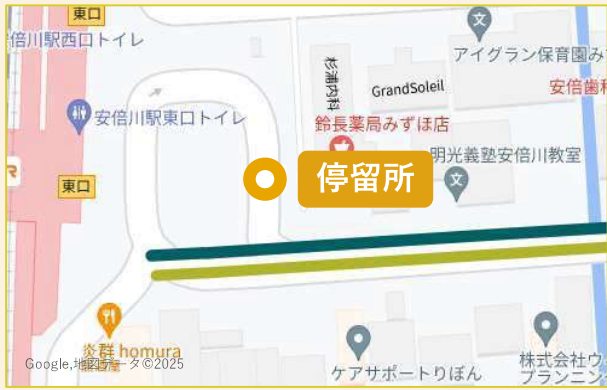 東口
倍川駅西口トイレ
アイグラン保育園み
杉浦内科
GrandSoleil
安倍歯科
安倍川駅東口トイレ
鈴長薬局みずほ店
明光義塾安倍川教室
停留所
R
東口
炎群 homura
居酒屋
Google,地図データ©2025
ケアサポートりぼん
株式会社ウ
プランニン